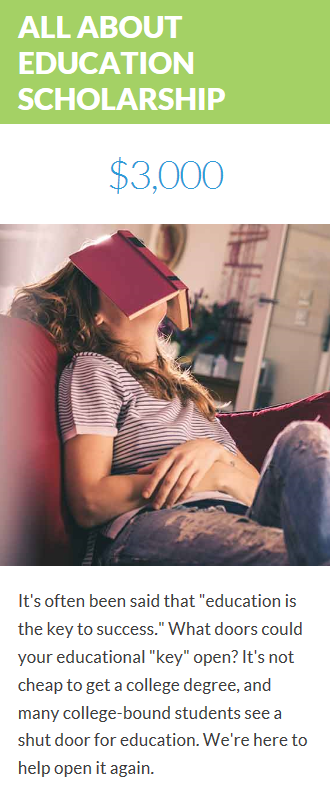 ALL ABOUT
EDUCATION
SCHOLARSHIP
$3,000
It's often been said that "education is
the key to success." What doors could
your educational "key" open? It's not
cheap to get a college degree, and
many college-bound students see a
shut door for education. We're here to
help open it again.